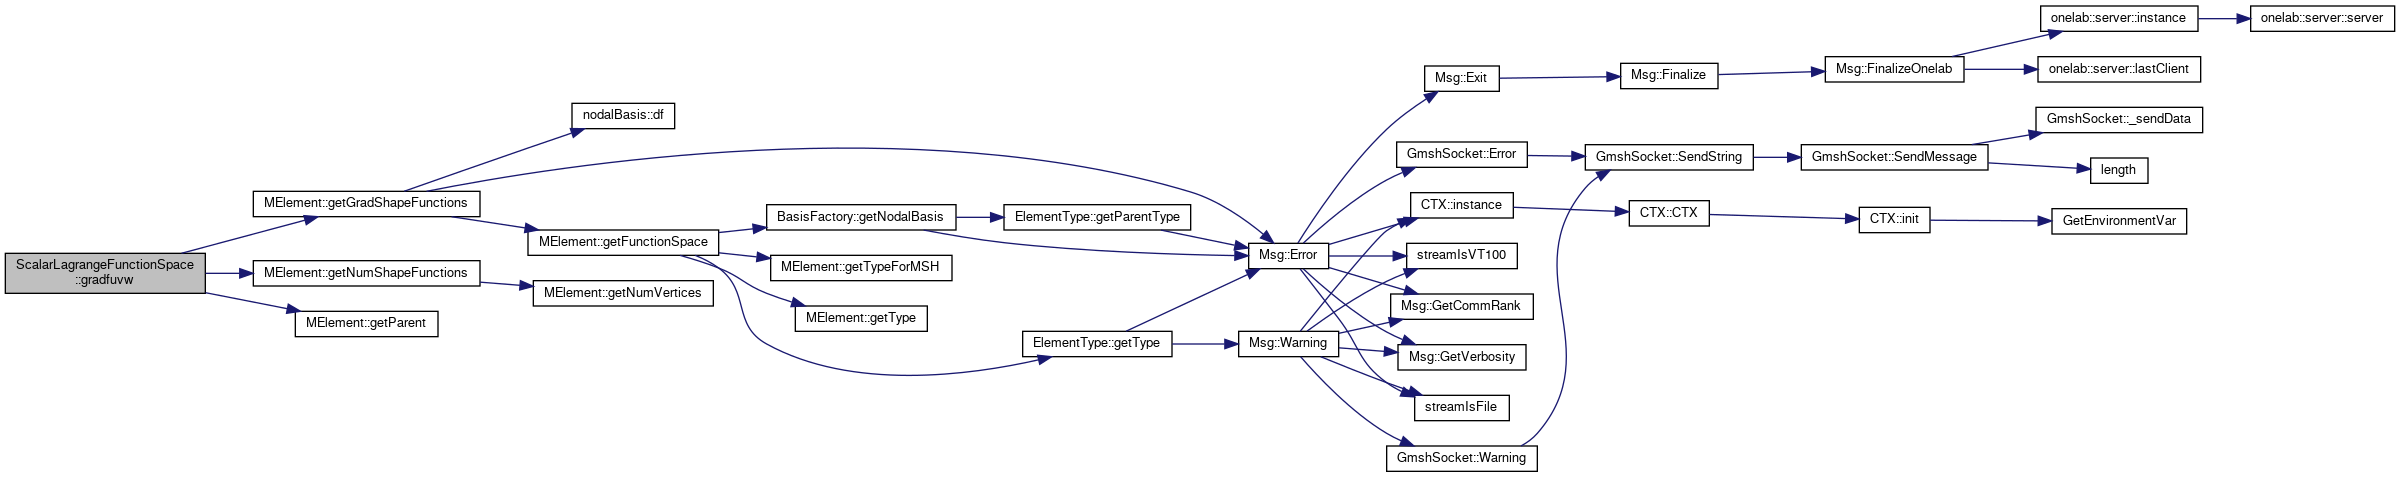 ScalarLagrangeFunctionSpace
::gradfuvw
MElement::getGradShapeFunctions
MElement::getNumShapeFunctions
MElement::getParent
nodalBasis::df
MElement::getFunctionSpace
MElement::getNumVertices
BasisFactory::getNodalBasis
MElement::getTypeForMSH
MElement::getType
ElementType::getParentType
ElementType::getType
Msg::Error
Msg::Warning
Msg::Exit
GmshSocket::Error
CTX::instance
streamIsVT100
Msg::GetCommRank
Msg::GetVerbosity
streamIsFile
GmshSocket::Warning
Msg::Finalize
GmshSocket::SendString
CTX::CTX
Msg::FinalizeOnelab
GmshSocket::SendMessage
CTX::init
onelab::server::instance
onelab::server::lastClient
GmshSocket::_sendData
length
GetEnvironmentVar
onelab::server::server